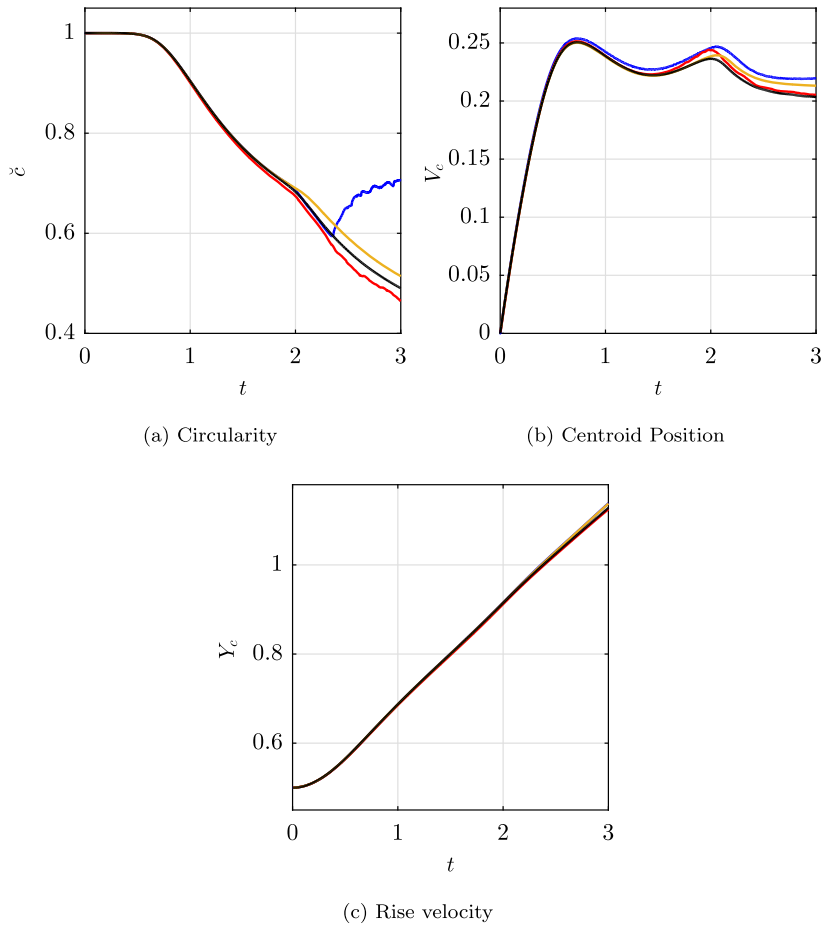 1
0.8
0.6
0.4
c̆
0
1
2
3
t
(a) Circularity
0.25
0.2
0.15
0.1
0.05
0
V_c
0
1
2
3
t
(b) Centroid Position
1
0.8
0.6
Y_c
0
1
2
3
t
(c) Rise velocity